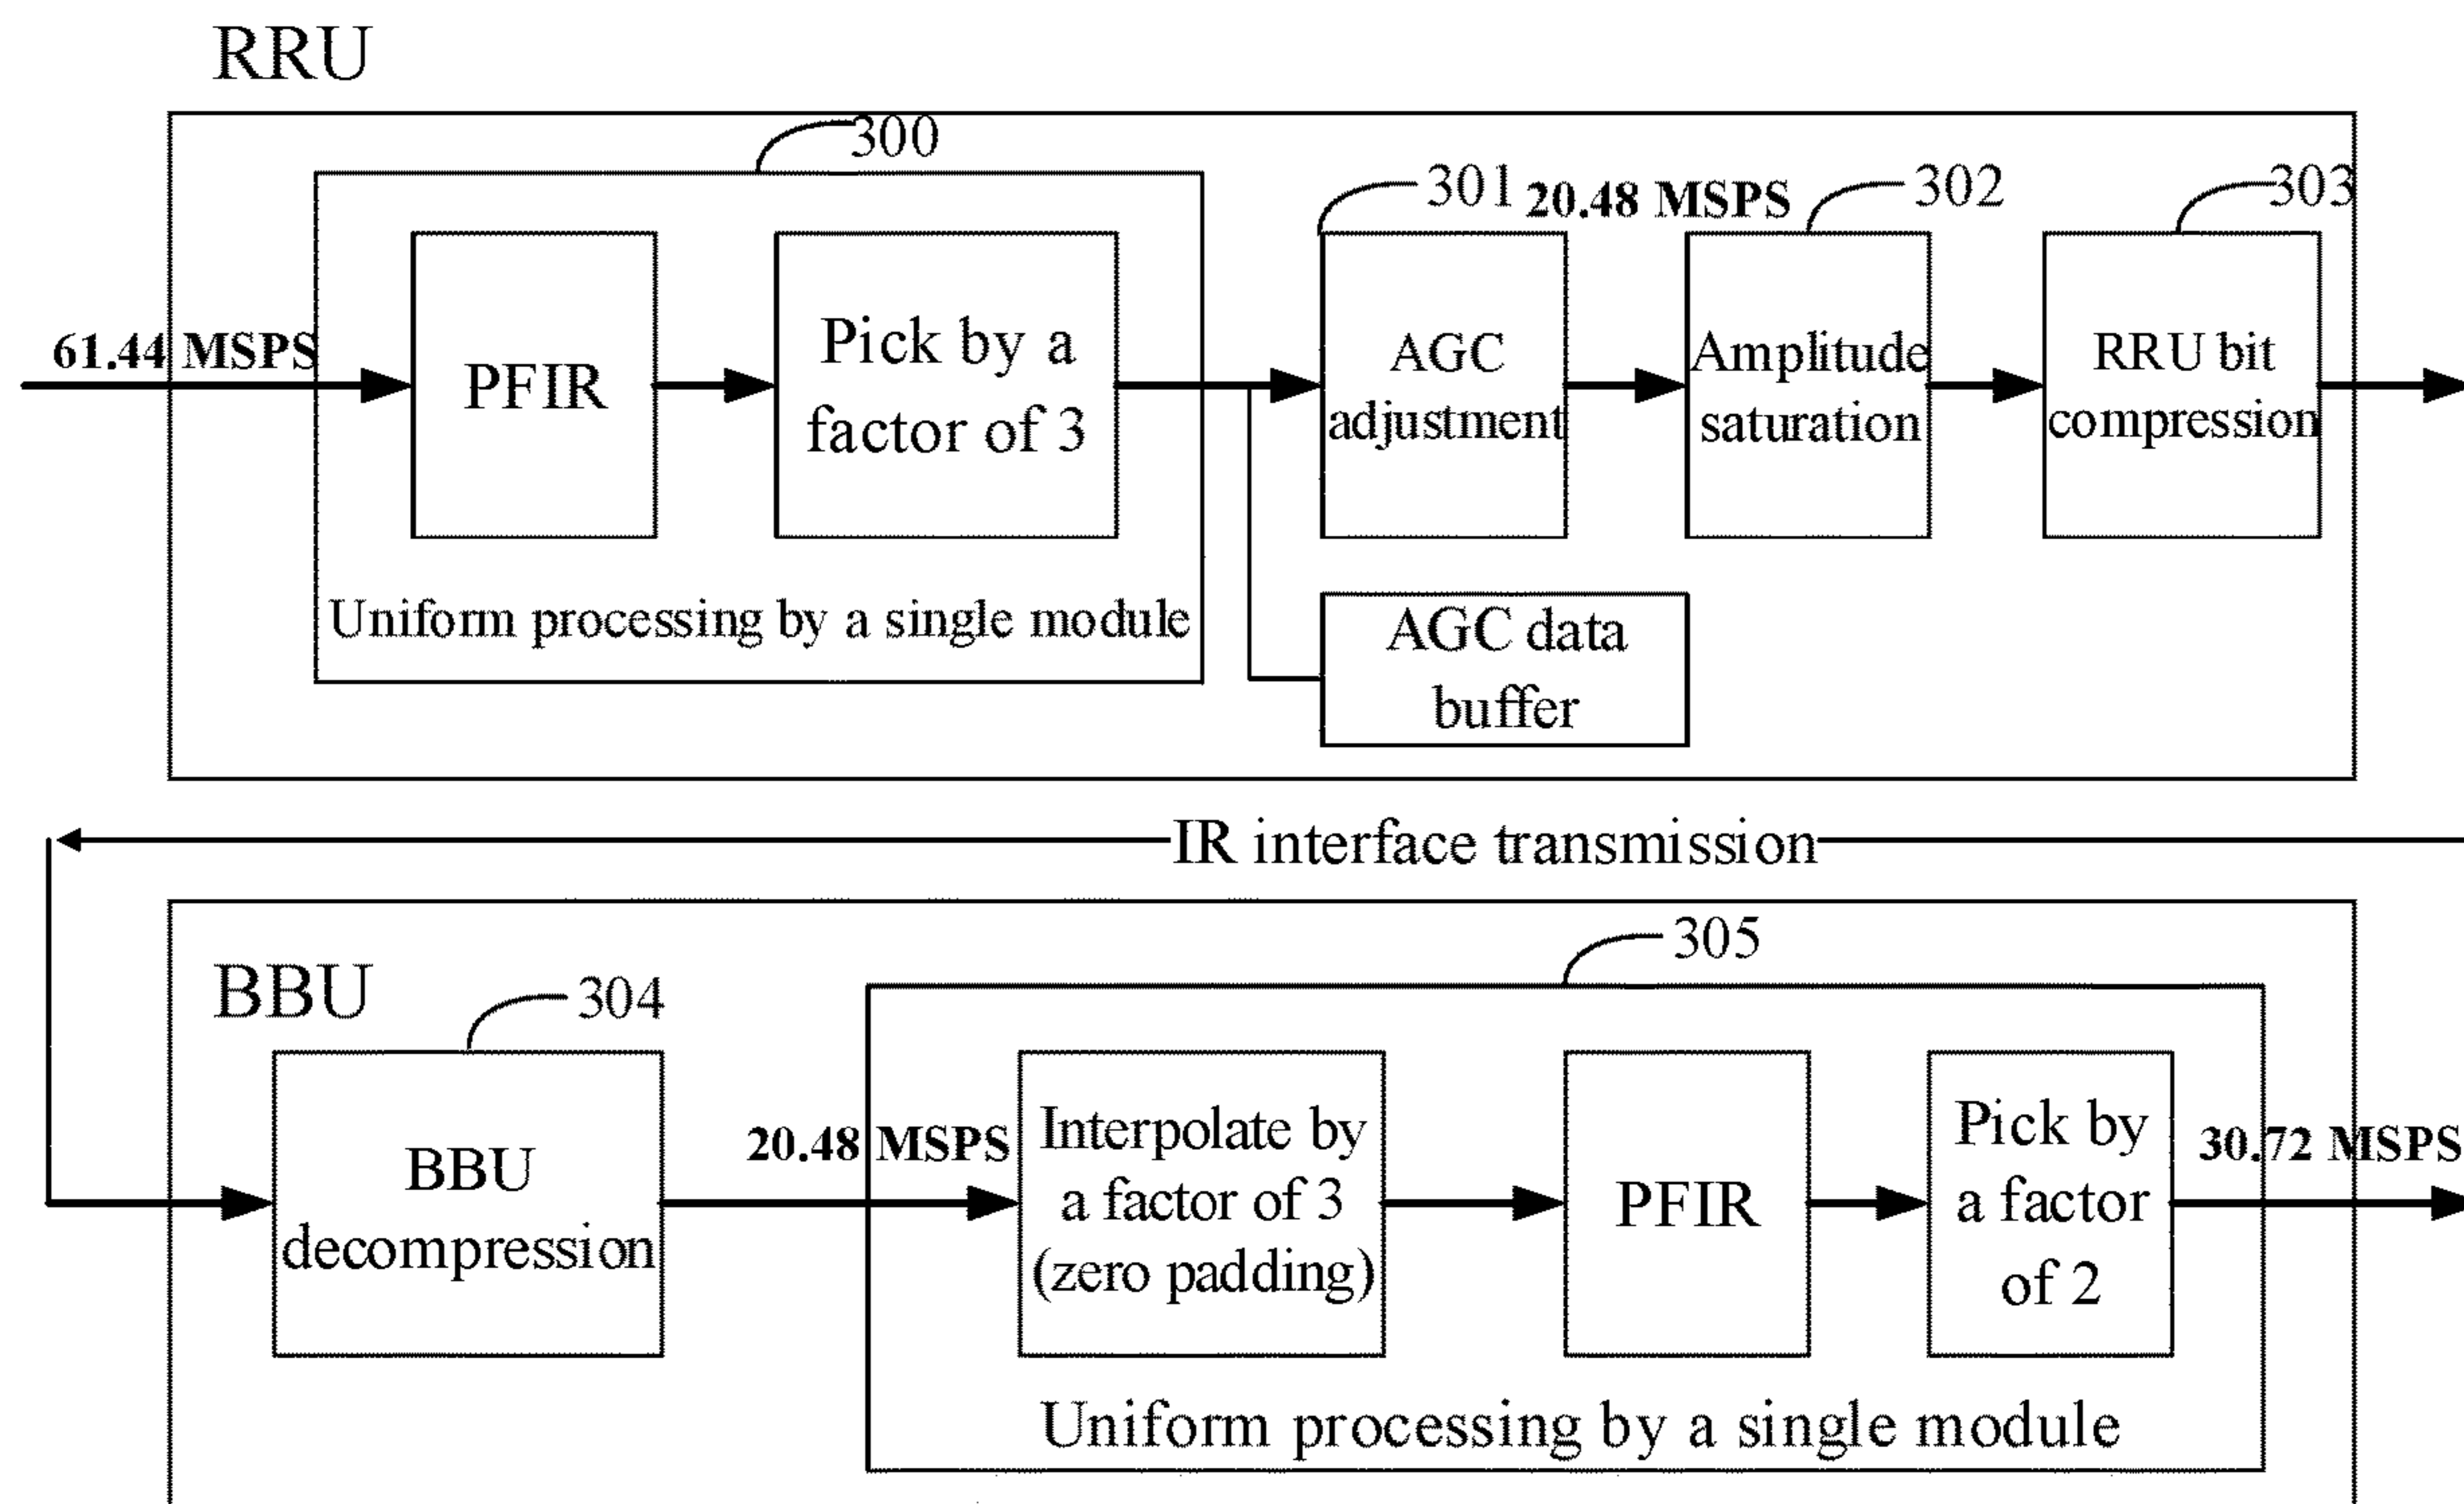 RRU
300
301
20.48 MSPS
302
303
61.44 MSPS
PFIR
Pick by a
factor of 3
AGC
adjustment
Amplitude
saturation
RRU bit
compression
Uniform processing by a single module
AGC data
buffer
IR interface transmission
BBU
304
305
BBU
decompression
20.48 MSPS
Interpolate by
a factor of 3
(zero padding)
PFIR
Pick by
a factor
of 2
30.72 MSPS
Uniform processing by a single module